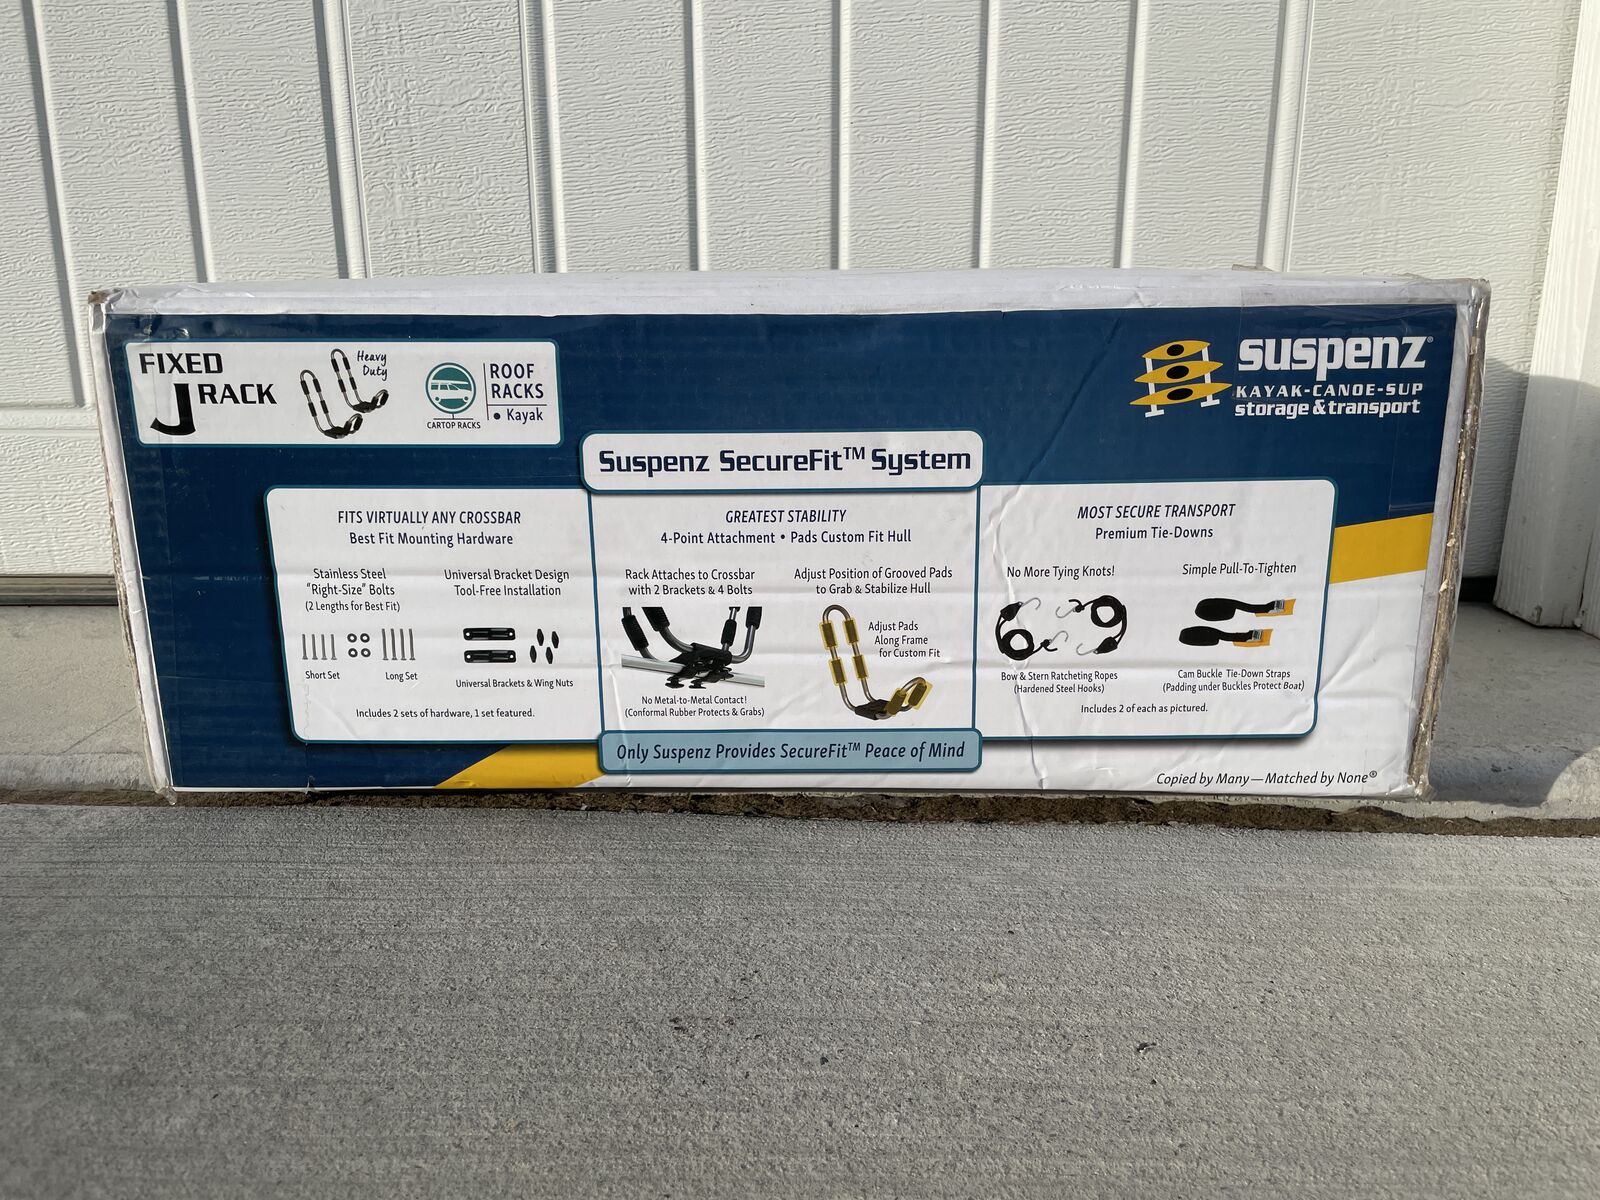 FIXED
J RACK
Heavy
Duty
CARTOP RACKS
ROOF
RACKS
• Kayak
suspenz®
KAYAK-CANOE-SUP
storage & transport
Suspenz SecureFit™ System
FITS VIRTUALLY ANY CROSSBAR
Best Fit Mounting Hardware
Stainless Steel
"Right-Size" Bolts
(2 Lengths for Best Fit)
Short Set
Long Set
Universal Bracket Design
Tool-Free Installation
Universal Brackets & Wing Nuts
Includes 2 sets of hardware, 1 set featured.
GREATEST STABILITY
4-Point Attachment • Pads Custom Fit Hull
Rack Attaches to Crossbar
with 2 Brackets & 4 Bolts
No Metal-to-Metal Contact!
(Conformal Rubber Protects & Grabs)
Adjust Position of Grooved Pads
to Grab & Stabilize Hull
Adjust Pads
Along Frame
for Custom Fit
MOST SECURE TRANSPORT
Premium Tie-Downs
No More Tying Knots!
Bow & Stern Ratcheting Ropes
(Hardened Steel Hooks)
Simple Pull-To-Tighten
Cam Buckle Tie-Down Straps
(Padding under Buckles Protect Boat)
Includes 2 of each as pictured.
Only Suspenz Provides SecureFit™ Peace of Mind
Copied by Many—Matched by None®